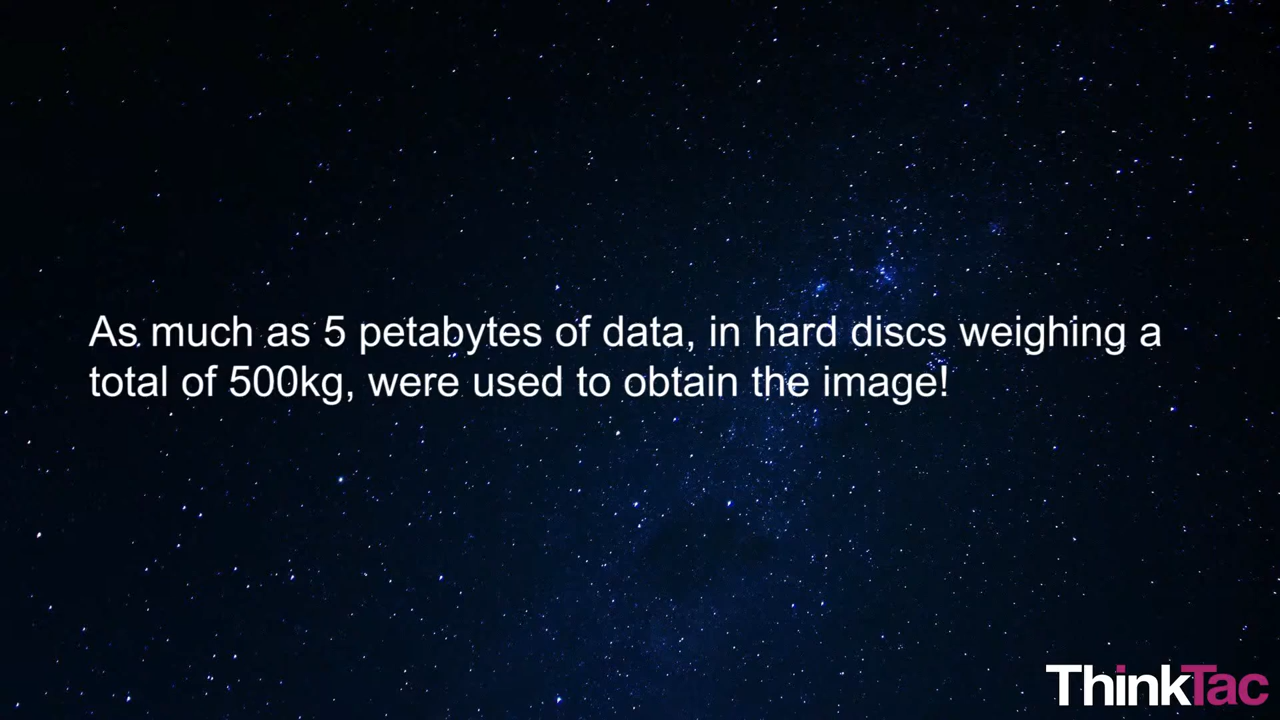 As much as 5 petabytes of data, in hard discs weighing a
total of 500kg, were used to obtain the image!
ThinkTac